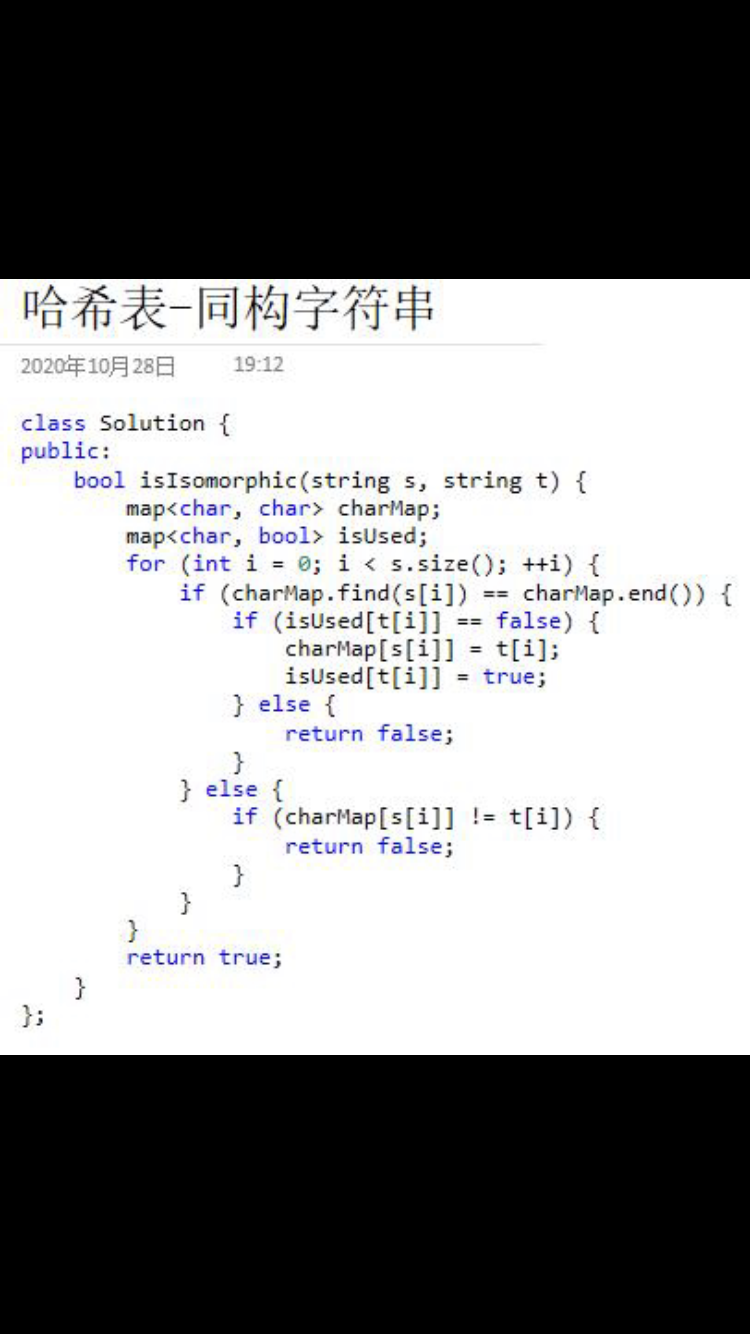 哈希表-同构字符串
2020年10月28日 19:12
class Solution {
public:
    bool isIsomorphic(string s, string t) {
        map<char, char> charMap;
        map<char, bool> isUsed;
        for (int i = 0; i < s.size(); ++i) {
            if (charMap.find(s[i]) == charMap.end()) {
                if (isUsed[t[i]] == false) {
                    charMap[s[i]] = t[i];
                    isUsed[t[i]] = true;
                } else {
                    return false;
                }
            } else {
                if (charMap[s[i]] != t[i]) {
                    return false;
                }
            }
        }
        return true;
    }
};